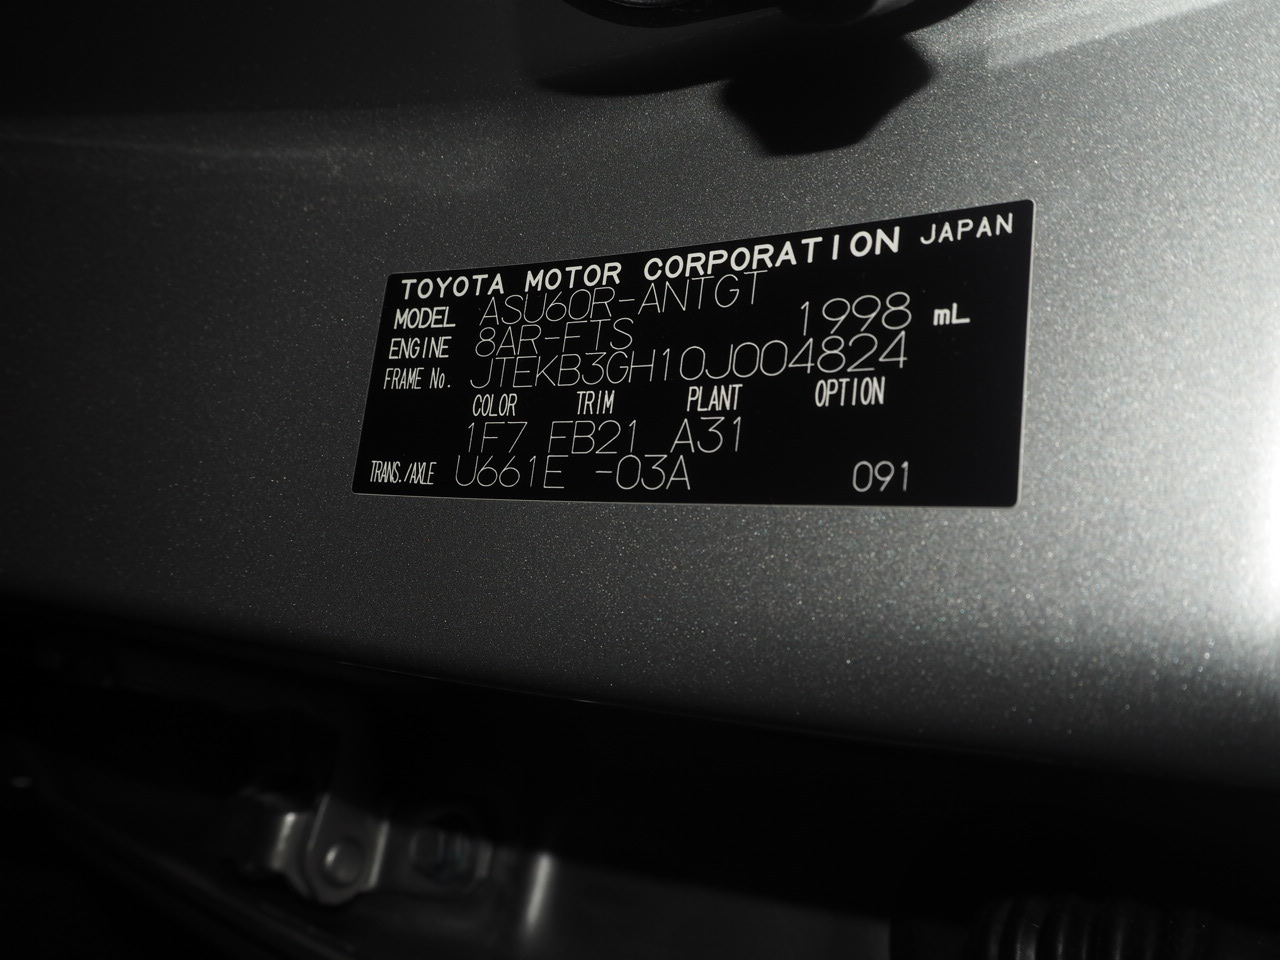 TOYOTA MOTOR CORPORATION JAPAN
MODEL ASU60R-ANTGT
ENGINE 8AR-FTS 1998 mL
FRAME No. JTEKB3GH10J004824
COLOR TRIM PLANT OPTION
1F7 EB21 A31
TRANS./AXLE U661E -03A 091